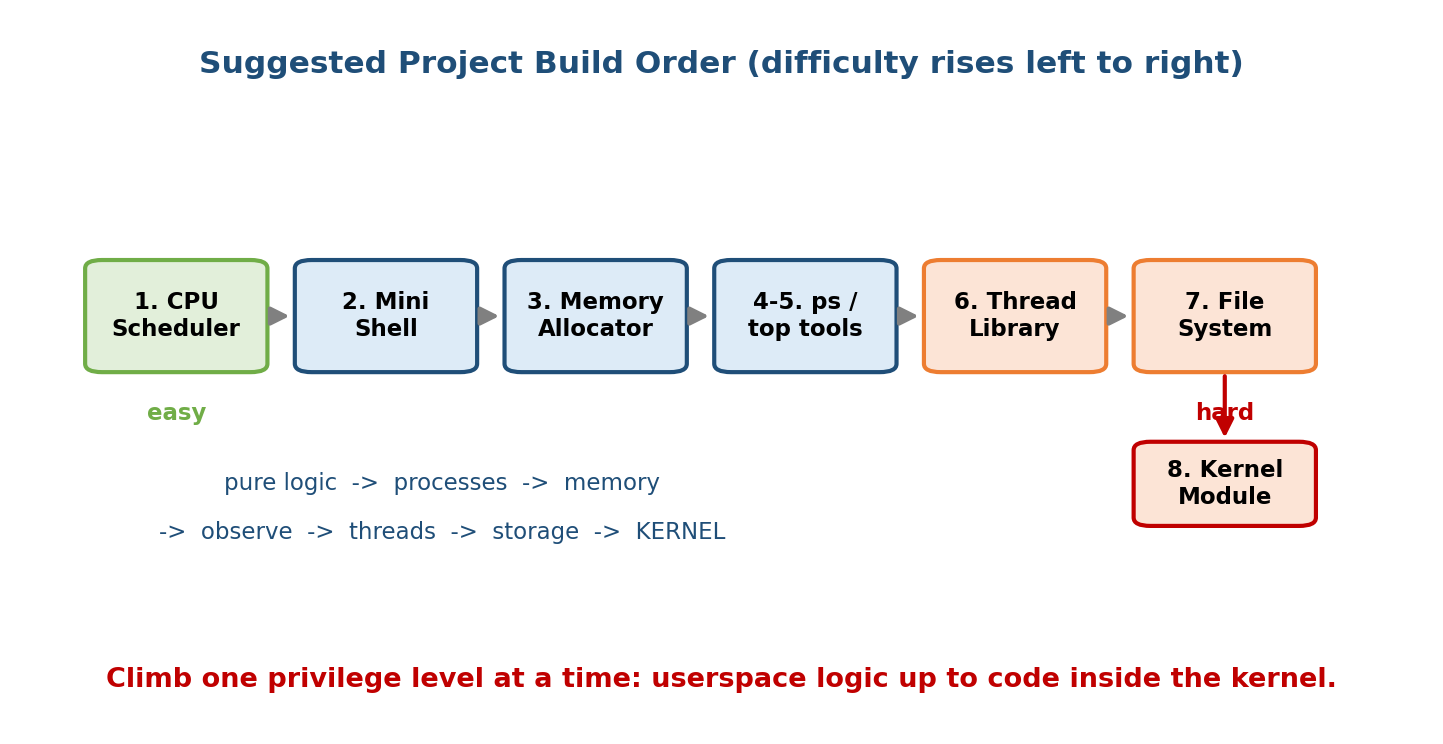 Suggested Project Build Order (difficulty rises left to right)
1. CPU
Scheduler
2. Mini
Shell
3. Memory
Allocator
4-5. ps /
top tools
6. Thread
Library
7. File
System
easy
hard
8. Kernel
Module
pure logic -> processes -> memory
-> observe -> threads -> storage -> KERNEL
Climb one privilege level at a time: userspace logic up to code inside the kernel.